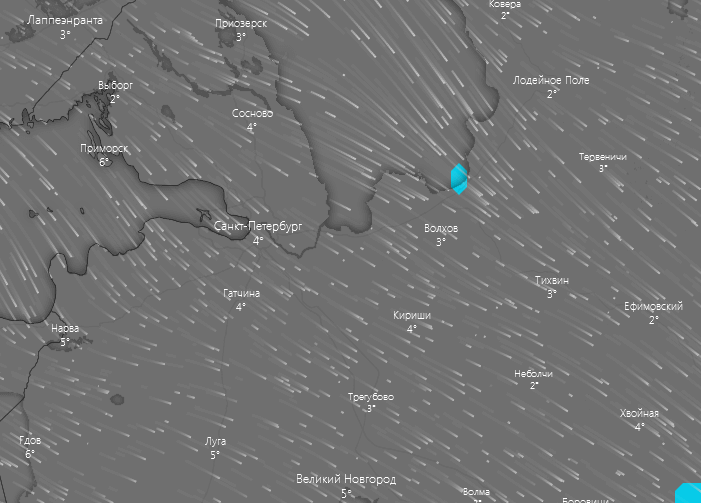 Ковера
2°
Лаппеэнранта
3°
Приозерск
3°
Лодейное Поле
2°
Выборг
2°
Сосново
4°
Приморск
6°
Тервеничи
3°
Санкт-Петербург
4°
Волхов
3°
Тихвин
3°
Гатчина
4°
Ефимовский
2°
Кириши
4°
Нарва
5°
Неболчи
2°
Трегубово
3°
Хвойная
4°
Гдов
6°
Луга
5°
Великий Новгород
5°
Волма
Боровичи